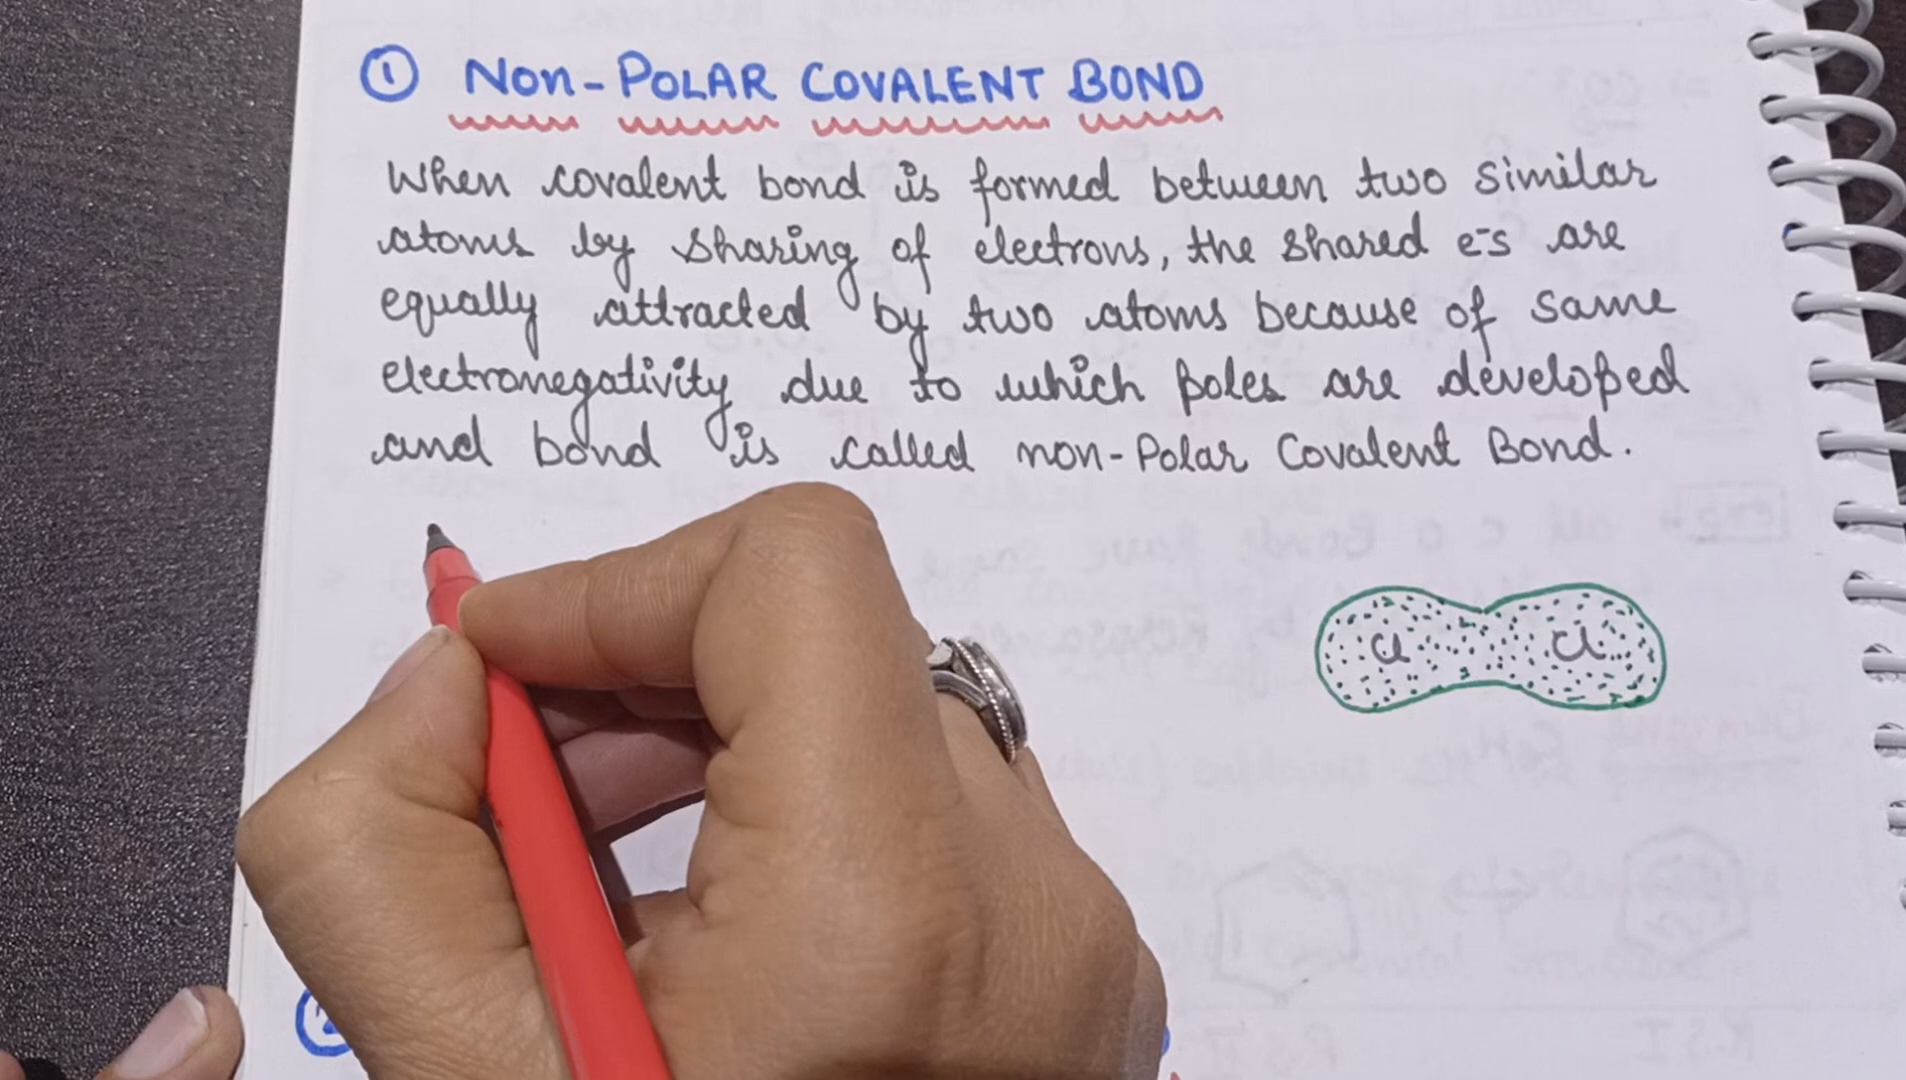 ① NON-POLAR COVALENT BOND
When covalent bond is formed between two similar
atoms by sharing of electrons, the shared e-s are
equally attracted by two atoms because of same
electronegativity due to which poles are developed
and bond is called non-Polar Covalent Bond.
Cl Cl
②